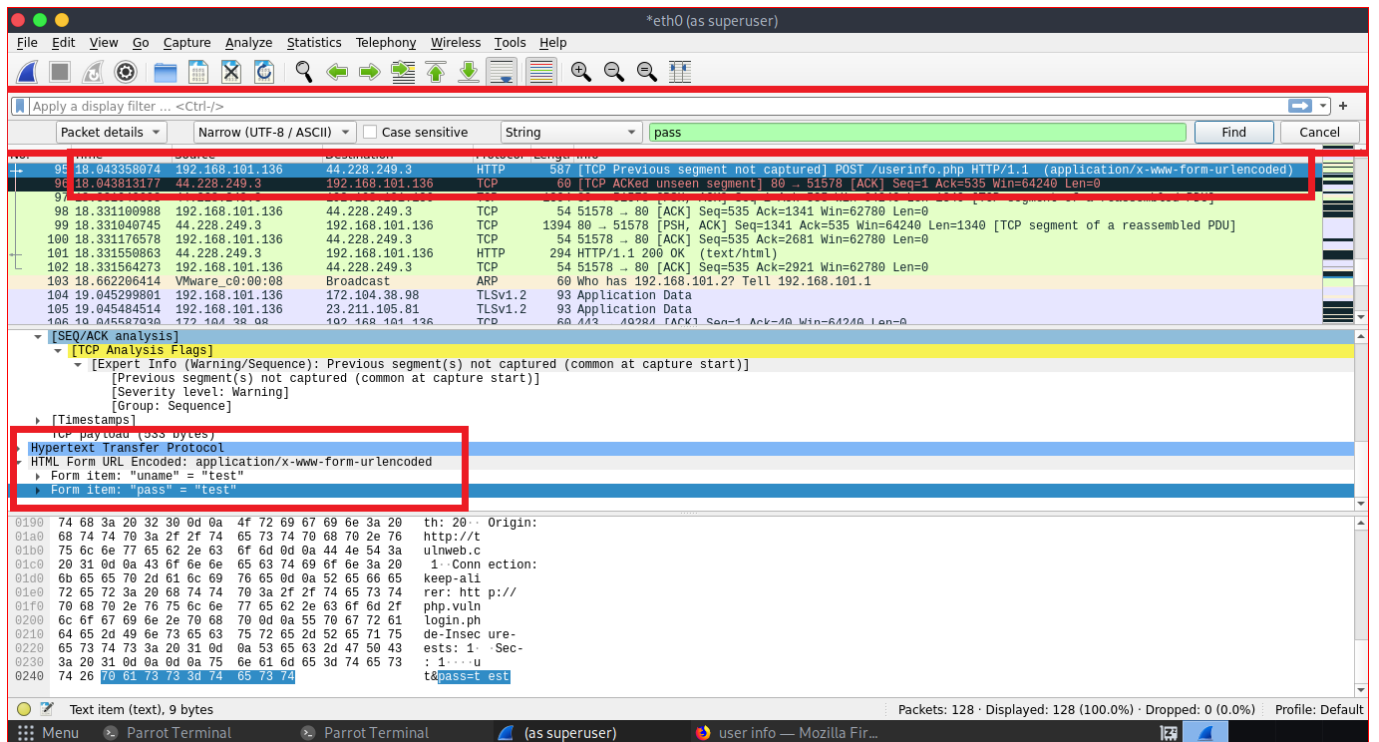 *eth0 (as superuser)
File Edit View Go Capture Analyze Statistics Telephony Wireless Tools Help
Apply a display filter ... <Ctrl-/>
Packet details Narrow (UTF-8 / ASCII) Case sensitive String pass Find Cancel
95 18.043358074 192.168.101.136 44.228.249.3 HTTP 587 [TCP Previous segment not captured] POST /userinfo.php HTTP/1.1 (application/x-www-form-urlencoded)
96 18.043813177 44.228.249.3 192.168.101.136 TCP 60 [TCP ACKed unseen segment] 80 → 51578 [ACK] Seq=1 Ack=535 Win=64240 Len=0
97
98 18.331100988 192.168.101.136 44.228.249.3 TCP 54 51578 → 80 [ACK] Seq=535 Ack=1341 Win=62780 Len=0
99 18.331040745 44.228.249.3 192.168.101.136 TCP 1394 80 → 51578 [PSH, ACK] Seq=1341 Ack=535 Win=64240 Len=1340 [TCP segment of a reassembled PDU]
100 18.331176578 192.168.101.136 44.228.249.3 TCP 54 51578 → 80 [ACK] Seq=535 Ack=2681 Win=62780 Len=0
101 18.331550863 44.228.249.3 192.168.101.136 HTTP 294 HTTP/1.1 200 OK (text/html)
102 18.331564273 192.168.101.136 44.228.249.3 TCP 54 51578 → 80 [ACK] Seq=535 Ack=2921 Win=62780 Len=0
103 18.662206414 VMware_c0:00:08 Broadcast ARP 60 Who has 192.168.101.2? Tell 192.168.101.1
104 19.045299801 192.168.101.136 172.104.38.98 TLSv1.2 93 Application Data
105 19.045484514 192.168.101.136 23.211.105.81 TLSv1.2 93 Application Data
106 19.045587930 172.104.38.98 192.168.101.136 TCP 60 443 → 49284 [ACK] Seq=1 Ack=40 Win=64240 Len=0
[SEQ/ACK analysis]
[TCP Analysis Flags]
[Expert Info (Warning/Sequence): Previous segment(s) not captured (common at capture start)]
[Previous segment(s) not captured (common at capture start)]
[Severity level: Warning]
[Group: Sequence]
[Timestamps]
TCP payload (533 bytes)
Hypertext Transfer Protocol
HTML Form URL Encoded: application/x-www-form-urlencoded
Form item: "uname" = "test"
Form item: "pass" = "test"
0190 74 68 3a 20 32 30 0d 0a 4f 72 69 67 69 6e 3a 20 th: 20·· Origin:
01a0 68 74 74 70 3a 2f 2f 74 65 73 74 70 68 70 2e 76 http://t
01b0 75 6c 6e 77 65 62 2e 63 6f 6d 0d 0a 44 4e 54 3a ulnweb.c
01c0 20 31 0d 0a 43 6f 6e 6e 65 63 74 69 6f 6e 3a 20 1··Conn ection:
01d0 6b 65 65 70 2d 61 6c 69 76 65 0d 0a 52 65 66 65 keep-ali
01e0 72 65 72 3a 20 68 74 74 70 3a 2f 2f 74 65 73 74 rer: htt p://
01f0 70 68 70 2e 76 75 6c 6e 77 65 62 2e 63 6f 6d 2f php.vuln
0200 6c 6f 67 69 6e 2e 70 68 70 0d 0a 55 70 67 72 61 login.ph
0210 64 65 2d 49 6e 73 65 63 75 72 65 2d 52 65 71 75 de-Insec ure-
0220 65 73 74 73 3a 20 31 0d 0a 53 65 63 2d 47 50 43 ests: 1· ·Sec-
0230 3a 20 31 0d 0a 0d 0a 75 6e 61 6d 65 3d 74 65 73 : 1····u
0240 74 26 70 61 73 73 3d 74 65 73 74 t&pass=t est
Text item (text), 9 bytes Packets: 128 · Displayed: 128 (100.0%) · Dropped: 0 (0.0%) Profile: Default
Menu Parrot Terminal Parrot Terminal (as superuser) user info — Mozilla Fir...